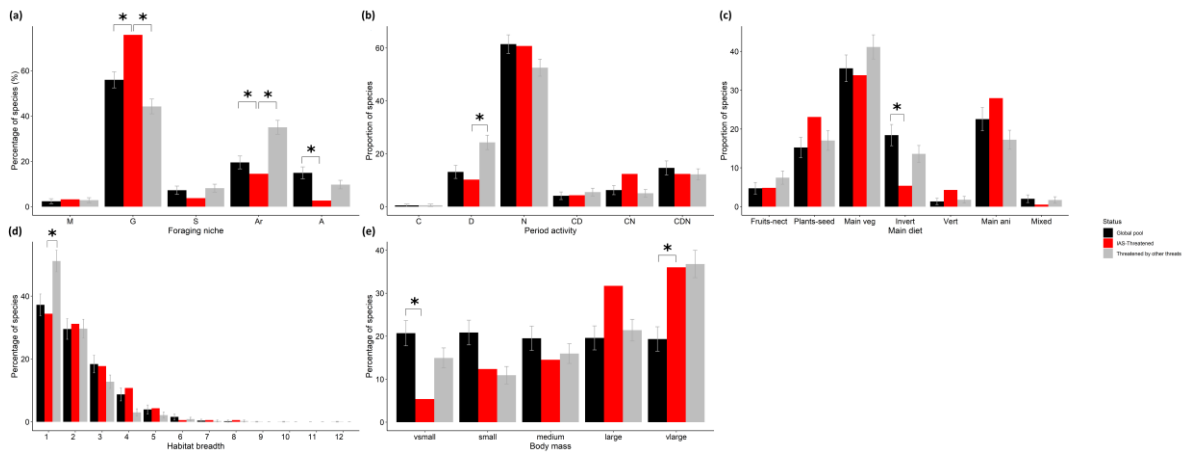 (a)
Percentage of species (%)
60
40
20
0
* *
* *
*
M G S Ar A
Foraging niche
(b)
Proportion of species
60
40
20
0
*
C D N CD CN CDN
Period activity
(c)
Proportion of species
40
30
20
10
0
*
Fruits-nect Plants-seed Main veg Invert Vert Main ani Mixed
Main diet
(d)
Percentage of species
40
20
0
*
1 2 3 4 5 6 7 8 9 10 11 12
Habitat breadth
(e)
Percentage of species
40
30
20
10
0
*
*
vsmall small medium large vlarge
Body mass
Status
Global pool
IAS-Threatened
Threatened by other threats